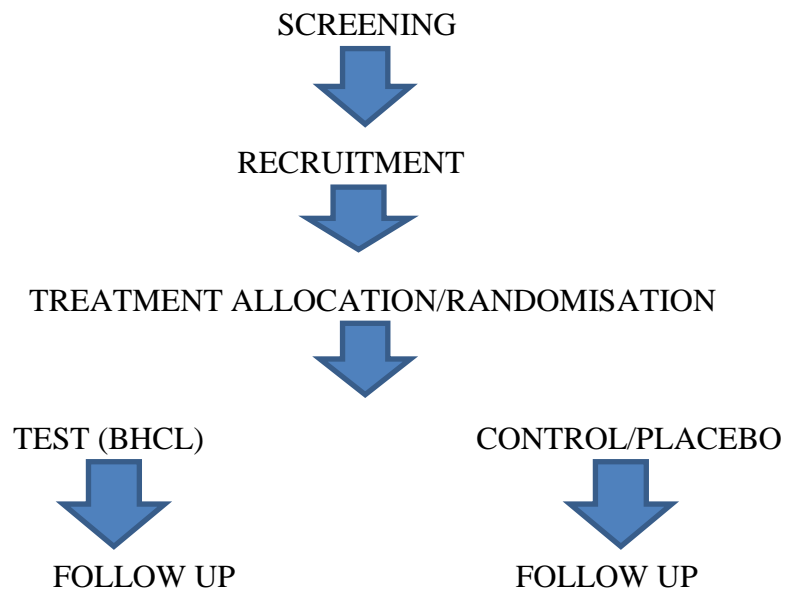 SCREENING
RECRUITMENT
TREATMENT ALLOCATION/RANDOMISATION
TEST (BHCL) CONTROL/PLACEBO
FOLLOW UP FOLLOW UP